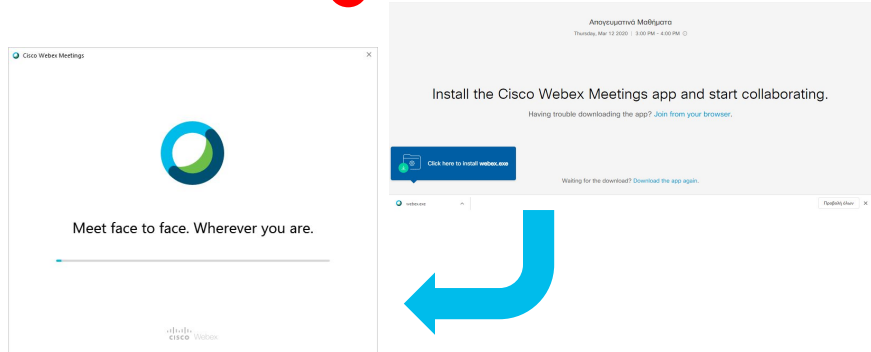 Cisco Webex Meetings
Meet face to face. Wherever you are.
CISCO Webex
Απογευματινά Μαθήματα
Thursday, Mar 12 2020 | 3:00 PM - 4:00 PM
Install the Cisco Webex Meetings app and start collaborating.
Having trouble downloading the app? Join from your browser.
Click here to install webex.exe
Waiting for the download? Download the app again.
webex.exe
Προβολή όλων